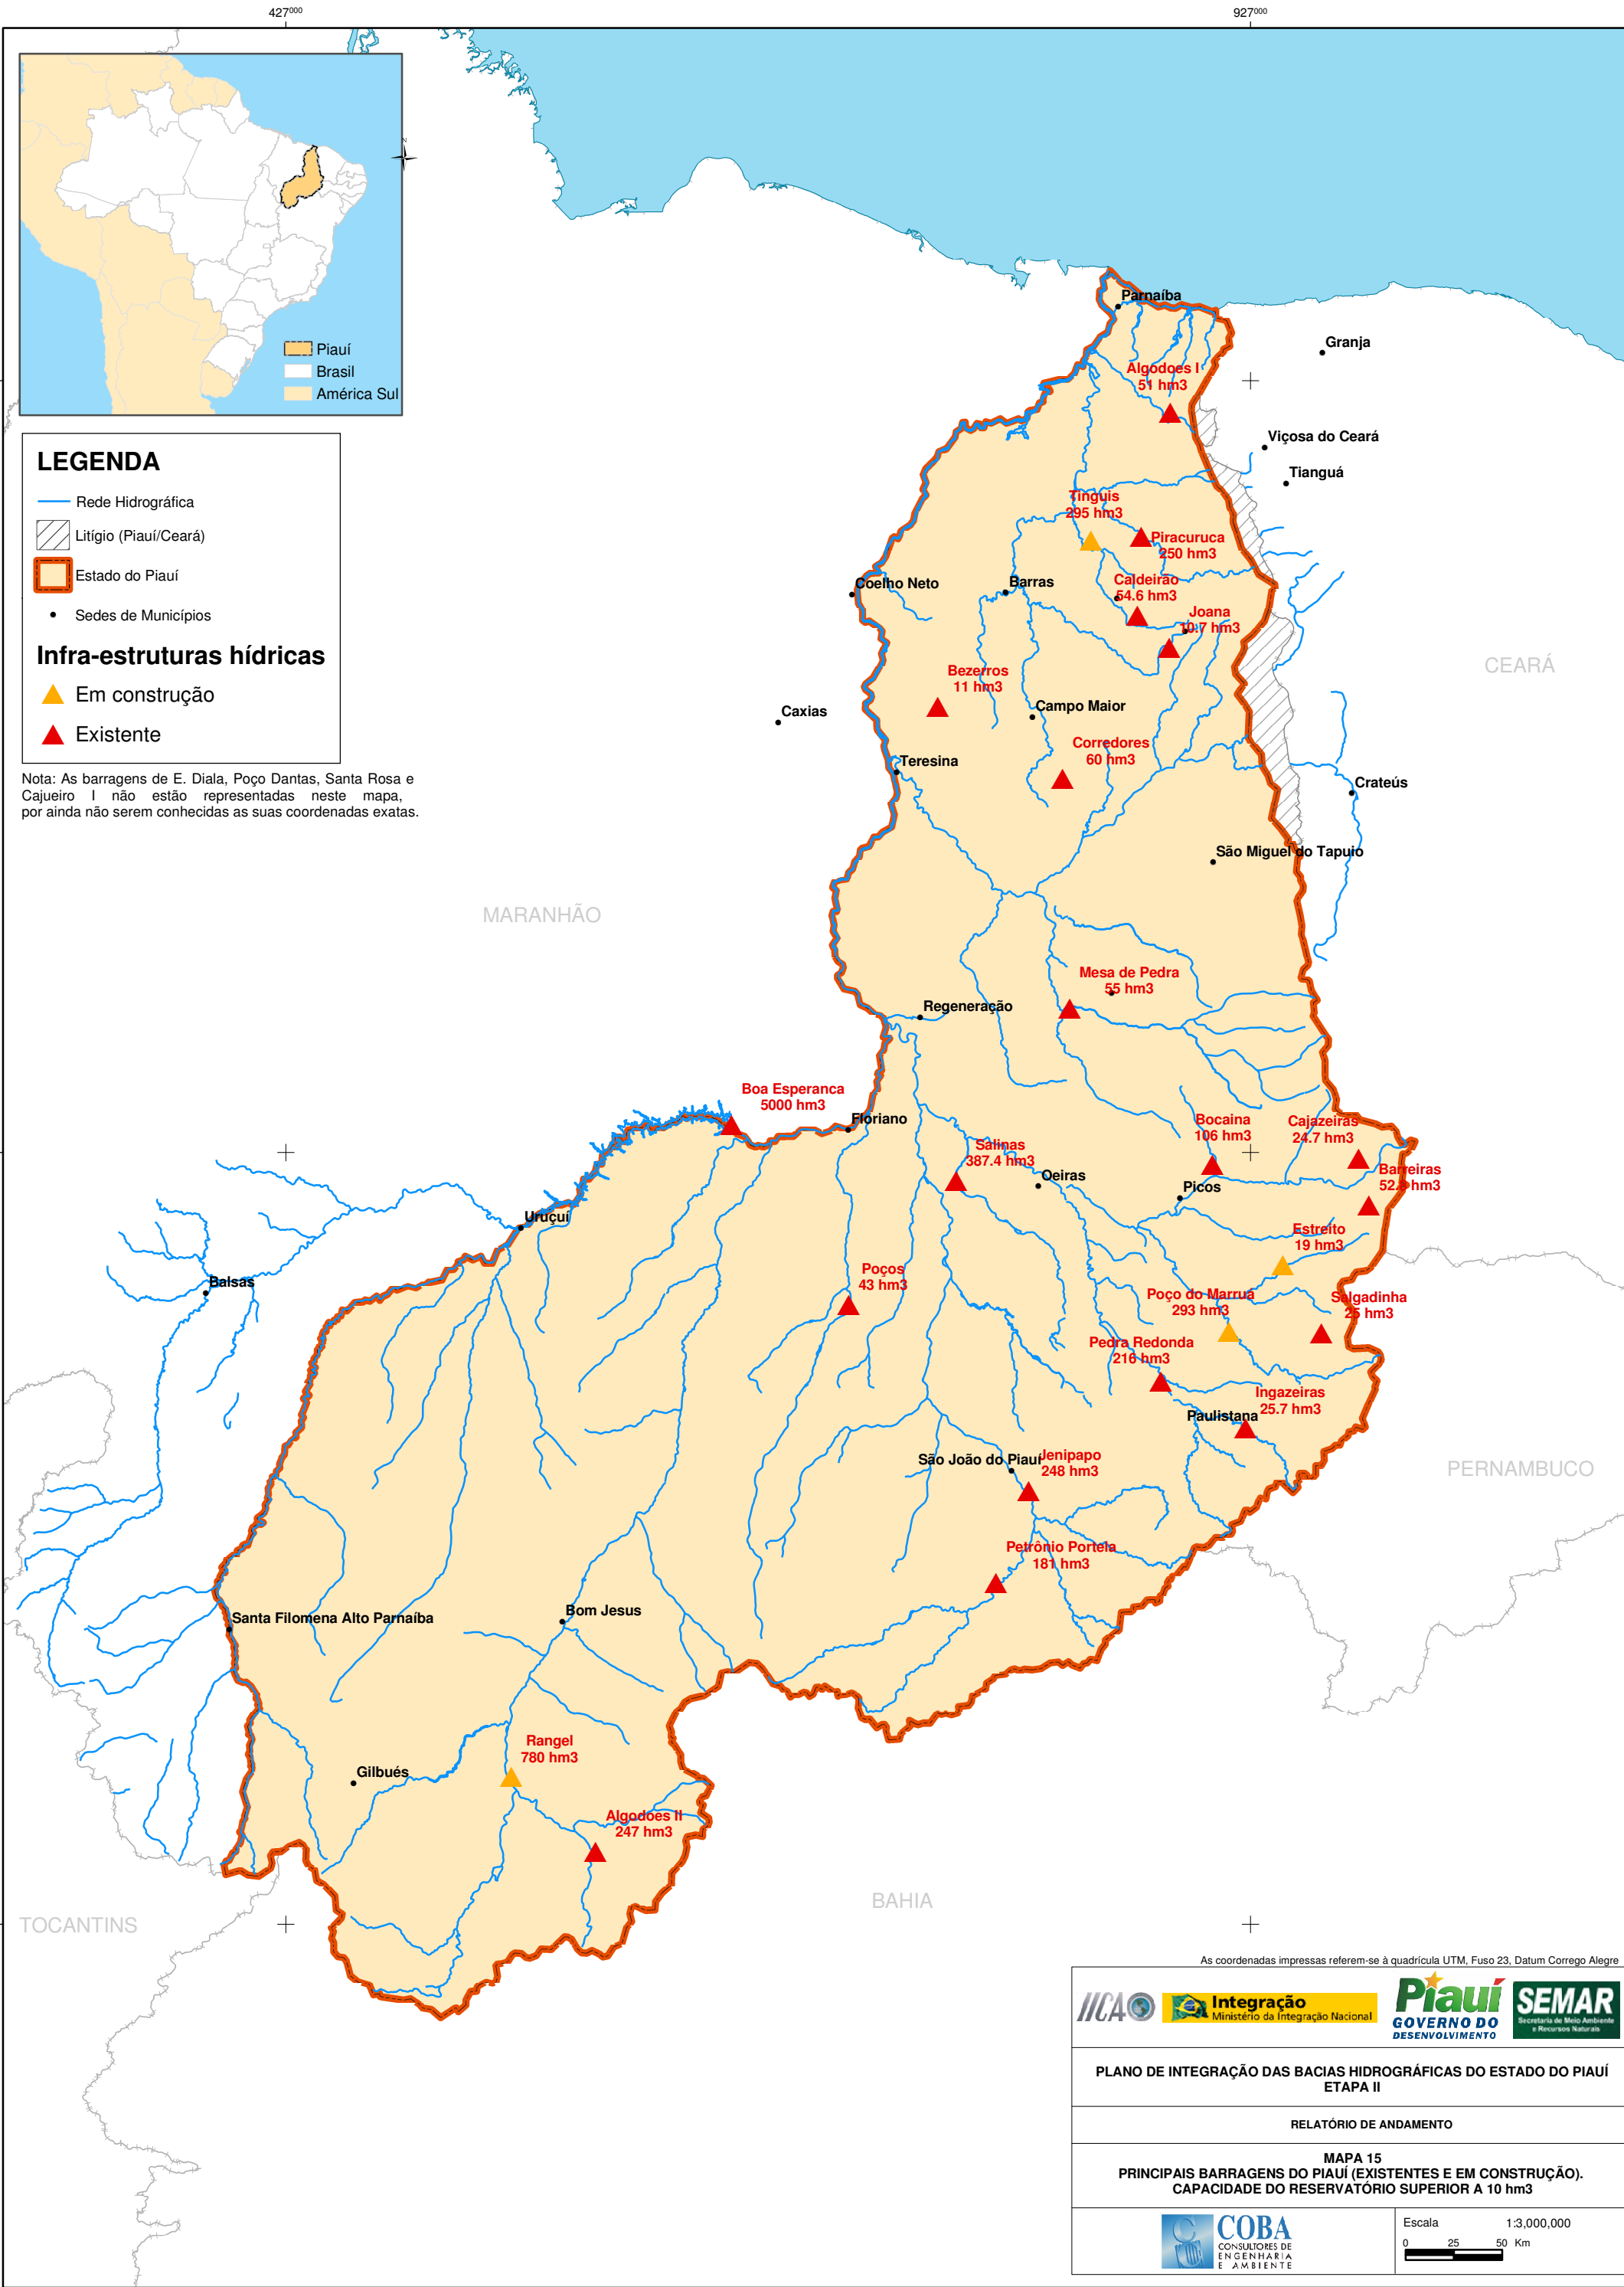 427000
927000
N
Piauí
Brasil
América Sul
LEGENDA
Rede Hidrográfica
Litígio (Piauí/Ceará)
Estado do Piauí
Sedes de Municípios
Infra-estruturas hídricas
Em construção
Existente
Nota: As barragens de E. Diala, Poço Dantas, Santa Rosa e
Cajueiro I não estão representadas neste mapa,
por ainda não serem conhecidas as suas coordenadas exatas.
Parnaíba
Granja
Algodoes I
51 hm3
Viçosa do Ceará
Tianguá
Tinguis
295 hm3
Piracuruca
250 hm3
Coelho Neto
Barras
Caldeirão
54.6 hm3
Joana
10.7 hm3
CEARÁ
Bezerros
11 hm3
Campo Maior
Caxias
Corredores
60 hm3
Teresina
Crateús
São Miguel do Tapuio
MARANHÃO
Mesa de Pedra
55 hm3
Regeneração
Boa Esperanca
5000 hm3
Floriano
Bocaina
106 hm3
Cajazeiras
24.7 hm3
Salinas
387.4 hm3
Oeiras
Picos
Barreiras
hm3
Uruçuí
Estreito
19 hm3
Balsas
Poços
43 hm3
Poço do Marruá
293 hm3
Salgadinha
25 hm3
Pedra Redonda
216 hm3
Ingazeiras
25.7 hm3
Paulistana
São João do Piauí
Jenipapo
248 hm3
PERNAMBUCO
Petrônio Portela
181 hm3
Santa Filomena Alto Parnaíba
Bom Jesus
Rangel
780 hm3
Gilbués
Algodoes II
247 hm3
BAHIA
TOCANTINS
As coordenadas impressas referem-se à quadrícula UTM, Fuso 23, Datum Corrego Alegre
IICA
Integração
Ministério da Integração Nacional
Piauí
GOVERNO DO
DESENVOLVIMENTO
SEMAR
Secretaria de Meio Ambiente
e Recursos Naturais
PLANO DE INTEGRAÇÃO DAS BACIAS HIDROGRÁFICAS DO ESTADO DO PIAUÍ
ETAPA II
RELATÓRIO DE ANDAMENTO
MAPA 15
PRINCIPAIS BARRAGENS DO PIAUÍ (EXISTENTES E EM CONSTRUÇÃO).
CAPACIDADE DO RESERVATÓRIO SUPERIOR A 10 hm3
COBA
CONSULTORES DE
ENGENHARIA
E AMBIENTE
Escala 1:3,000,000
0 25 50 Km